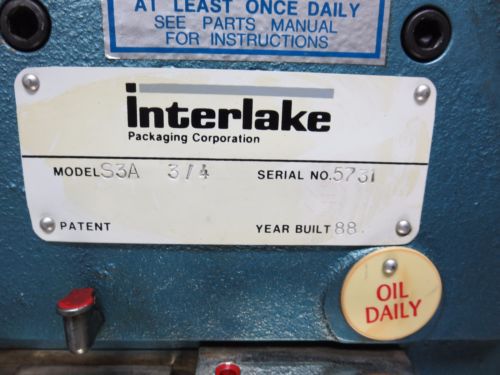 AT LEAST ONCE DAILY
SEE PARTS MANUAL
FOR INSTRUCTIONS
interlake
Packaging Corporation
MODEL S3A 3/4 SERIAL NO. 5731
PATENT YEAR BUILT 88.
OIL
DAILY